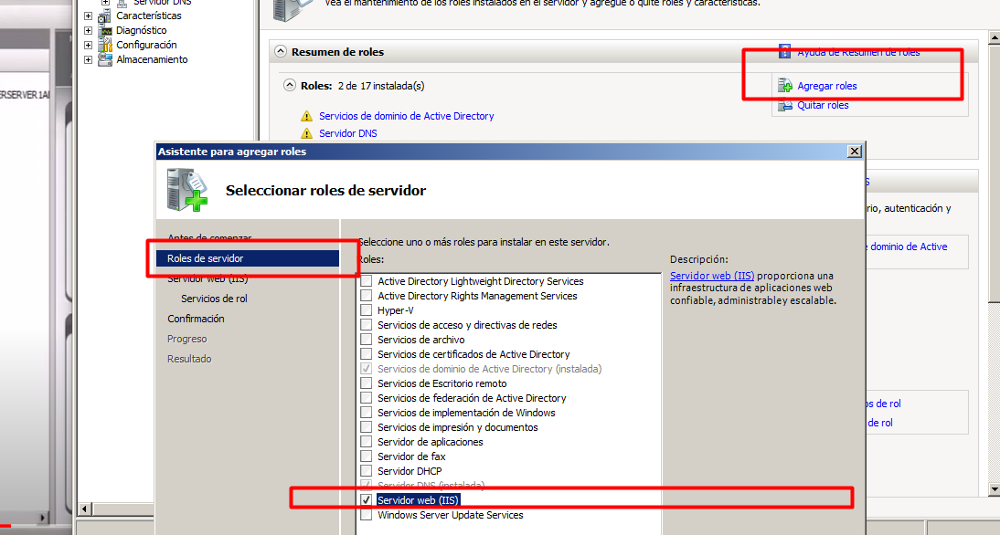 Servidor DNS
Características
Diagnóstico
Configuración
Almacenamiento
Vea el mantenimiento de los roles instalados en el servidor y agregue o quite roles y características.
Resumen de roles
Ayuda de Resumen de roles
Roles: 2 de 17 instalada(s)
Agregar roles
Quitar roles
Servicios de dominio de Active Directory
Servidor DNS
Asistente para agregar roles
Seleccionar roles de servidor
Antes de comenzar
Roles de servidor
Servidor web (IIS)
Servicios de rol
Confirmación
Progreso
Resultado
Seleccione uno o más roles para instalar en este servidor.
Roles:
Active Directory Lightweight Directory Services
Active Directory Rights Management Services
Hyper-V
Servicios de acceso y directivas de redes
Servicios de archivo
Servicios de certificados de Active Directory
Servicios de dominio de Active Directory (instalada)
Servicios de Escritorio remoto
Servicios de federación de Active Directory
Servicios de implementación de Windows
Servicios de impresión y documentos
Servidor de aplicaciones
Servidor de fax
Servidor DHCP
Servidor DNS (instalada)
Servidor web (IIS)
Windows Server Update Services
Descripción:
Servidor web (IIS) proporciona una
infraestructura de aplicaciones web
confiable, administrable y escalable.
rio, autenticación y
dominio de Active
os de rol
de rol